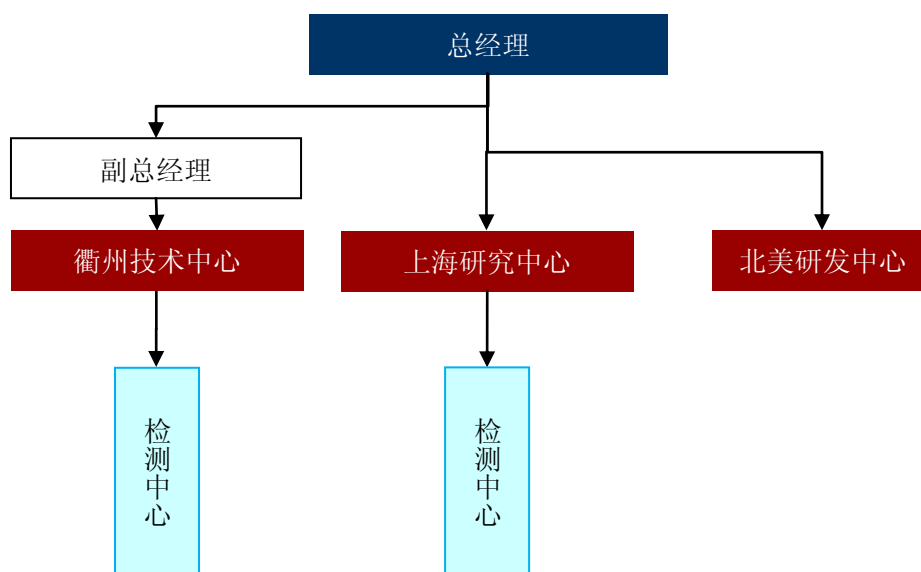 总经理
副总经理
衢州技术中心
上海研究中心
北美研发中心
检测中心
检测中心